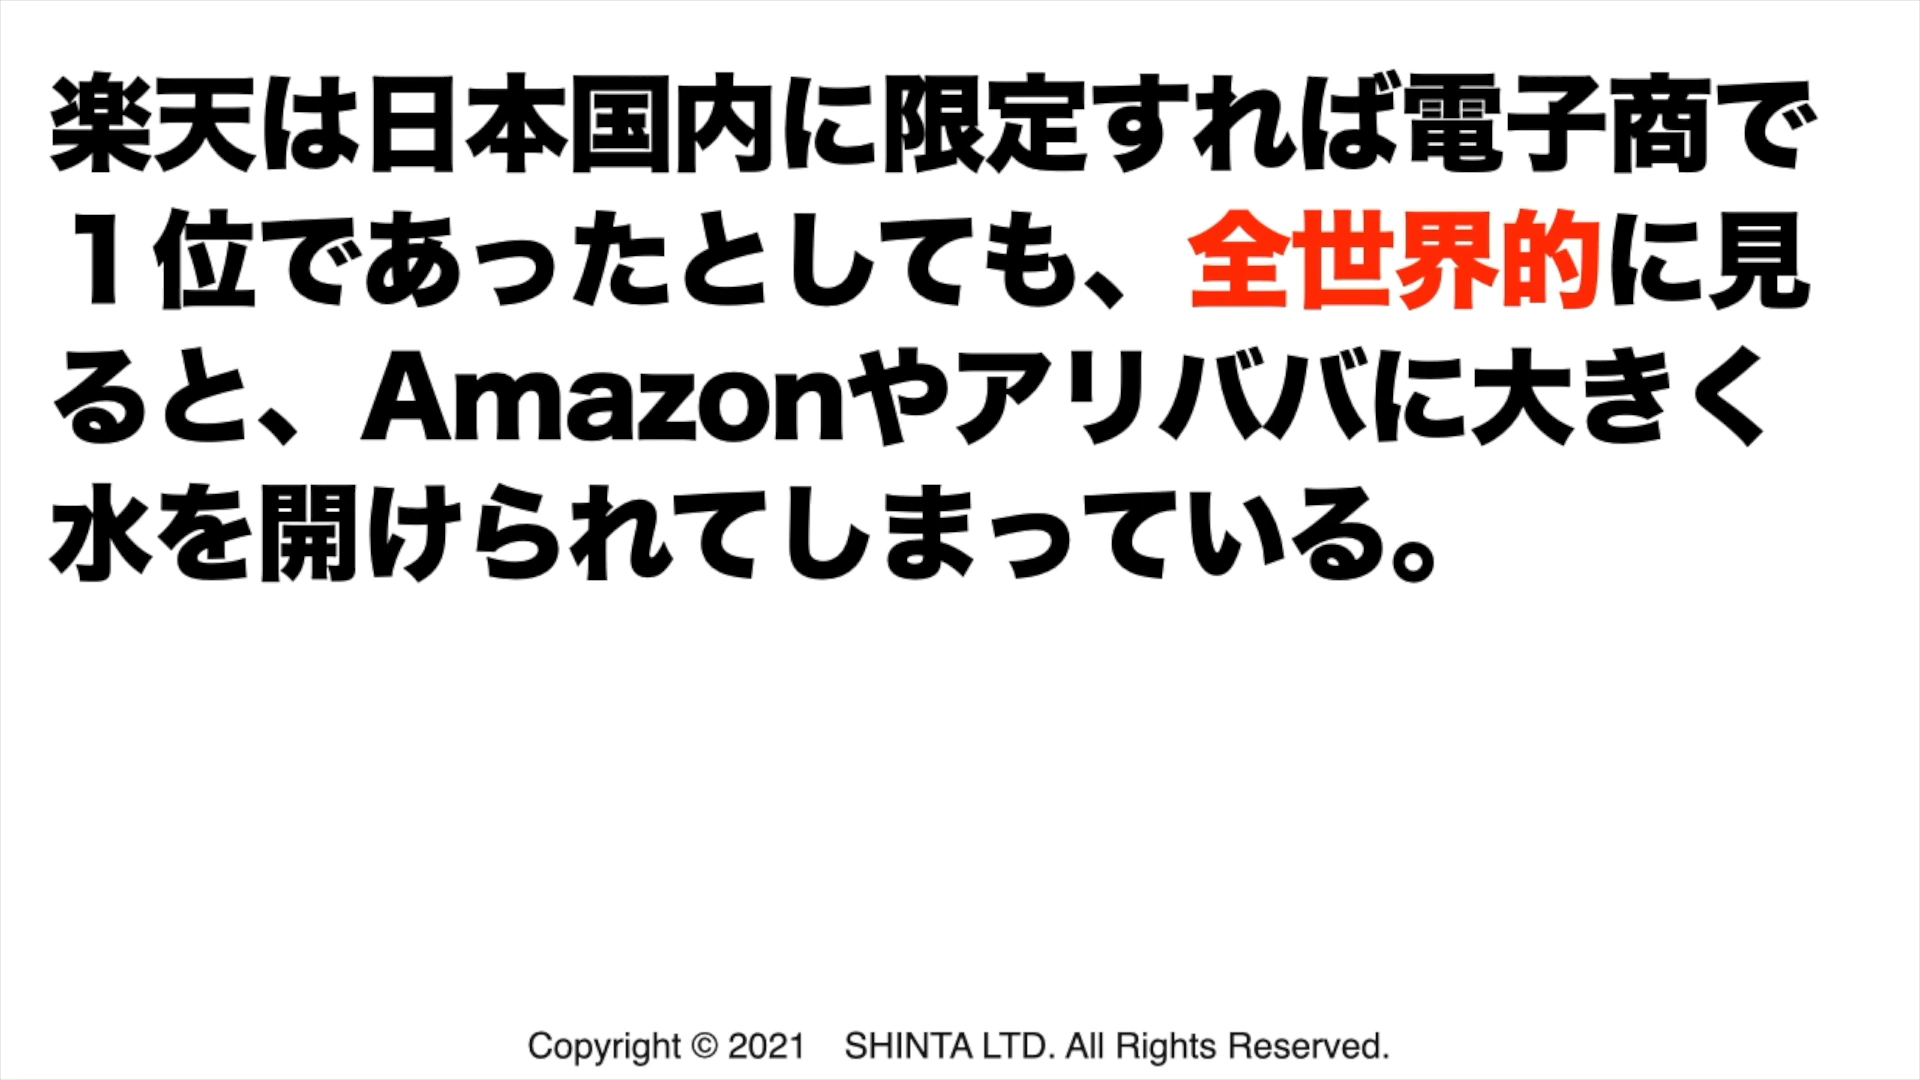 楽天は日本国内に限定すれば電子商で
１位であったとしても、全世界的に見
ると、Amazonやアリババに大きく
水を開けられてしまっている。
Copyright © 2021　SHINTA LTD. All Rights Reserved.